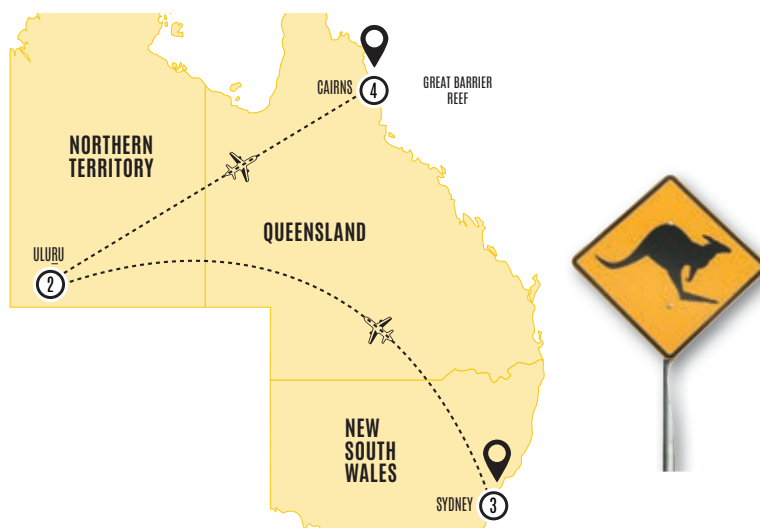 CAIRNS
4
GREAT BARRIER
REEF
NORTHERN
TERRITORY
QUEENSLAND
ULURU
2
NEW
SOUTH
WALES
SYDNEY
3